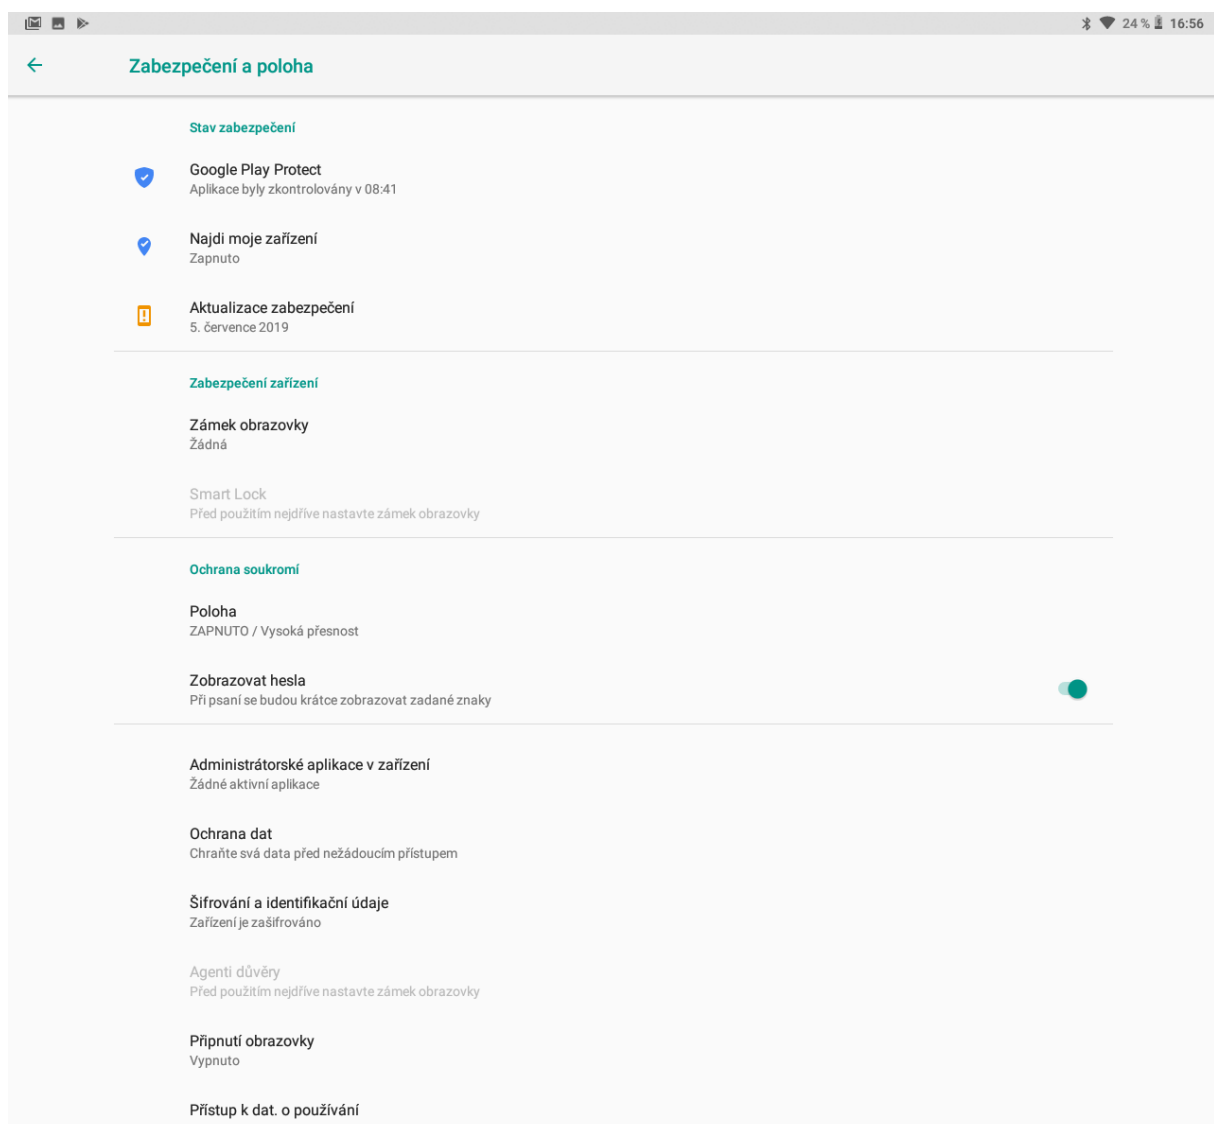 24 % 16:56
Zabezpečení a poloha
Stav zabezpečení
Google Play Protect
Aplikace byly zkontrolovány v 08:41
Najdi moje zařízení
Zapnuto
Aktualizace zabezpečení
5. července 2019
Zabezpečení zařízení
Zámek obrazovky
Žádná
Smart Lock
Před použitím nejdříve nastavte zámek obrazovky
Ochrana soukromí
Poloha
ZAPNUTO / Vysoká přesnost
Zobrazovat hesla
Při psaní se budou krátce zobrazovat zadané znaky
Administrátorské aplikace v zařízení
Žádné aktivní aplikace
Ochrana dat
Chraňte svá data před nežádoucím přístupem
Šifrování a identifikační údaje
Zařízení je zašifrováno
Agenti důvěry
Před použitím nejdříve nastavte zámek obrazovky
Připnutí obrazovky
Vypnuto
Přístup k dat. o používání